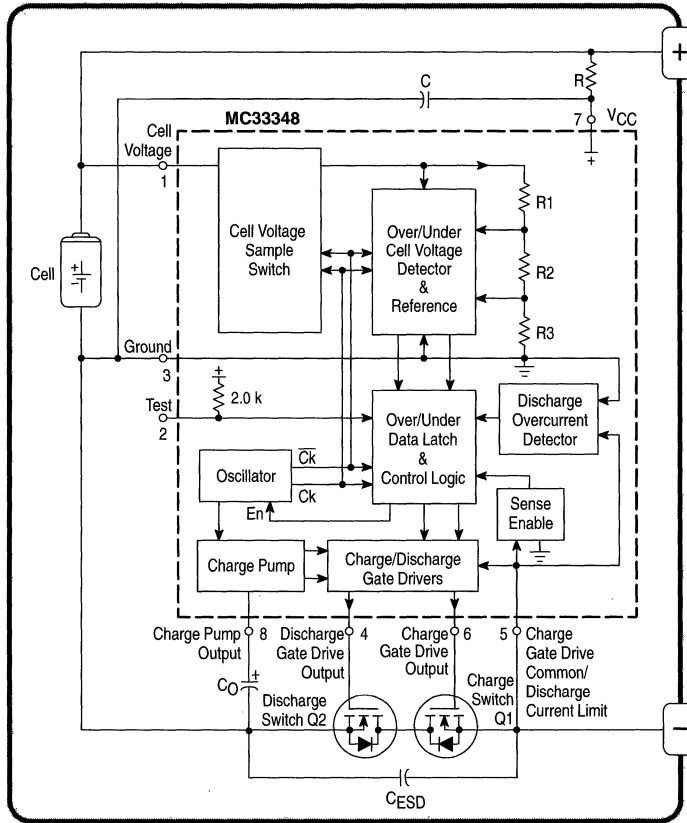 +
R
C
MC33348
7
VCC
+
Cell
Voltage
1
R1
Cell Voltage
Sample
Switch
Over/Under
Cell Voltage
Detector
&
Reference
R2
R3
Cell
+
-
Ground
3
+
2.0 k
Test
2
Over/Under
Data Latch
&
Control Logic
Discharge
Overcurrent
Detector
Oscillator
Ck
Ck
En
Sense
Enable
Charge Pump
Charge/Discharge
Gate Drivers
Charge Pump
Output
8
Discharge
Gate Drive
Output
4
Charge
Gate Drive
Output
6
5
Charge
Gate Drive
Common/
Discharge
Current Limit
CO
+
Discharge
Switch Q2
Charge
Switch
Q1
–
CESD